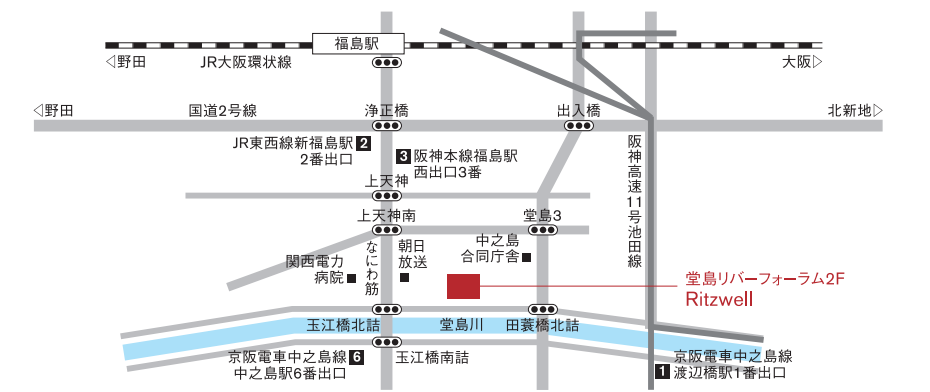 福島駅
◁野田
JR大阪環状線
大阪▷
◁野田
国道2号線
浄正橋
出入橋
北新地▷
JR東西線新福島駅 2
2番出口
3 阪神本線福島駅
西出口3番
阪神高速11号池田線
上天神
上天神南
堂島3
なにわ筋
朝日
放送
中之島
合同庁舎
関西電力
病院
堂島リバーフォーラム2F
Ritzwell
玉江橋北詰
堂島川
田蓑橋北詰
京阪電車中之島線 6
中之島駅6番出口
玉江橋南詰
京阪電車中之島線
1 渡辺橋駅1番出口